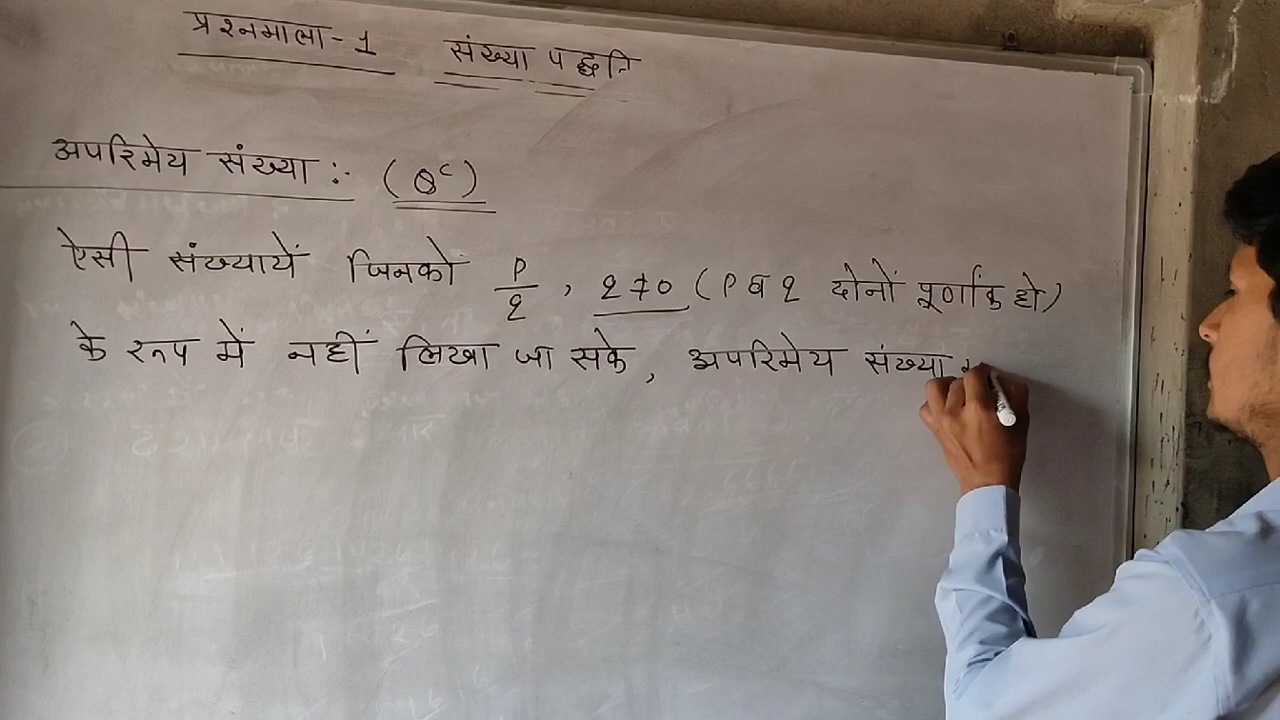 प्रश्नमाला-1 संख्या पद्धति
अपरिमेय संख्या :- (Q^c)
ऐसी संख्यायें जिनको p/q, q≠0 (p व q दोनों पूर्णांक हो)
के रूप में नहीं लिखा जा सके, अपरिमेय संख्या